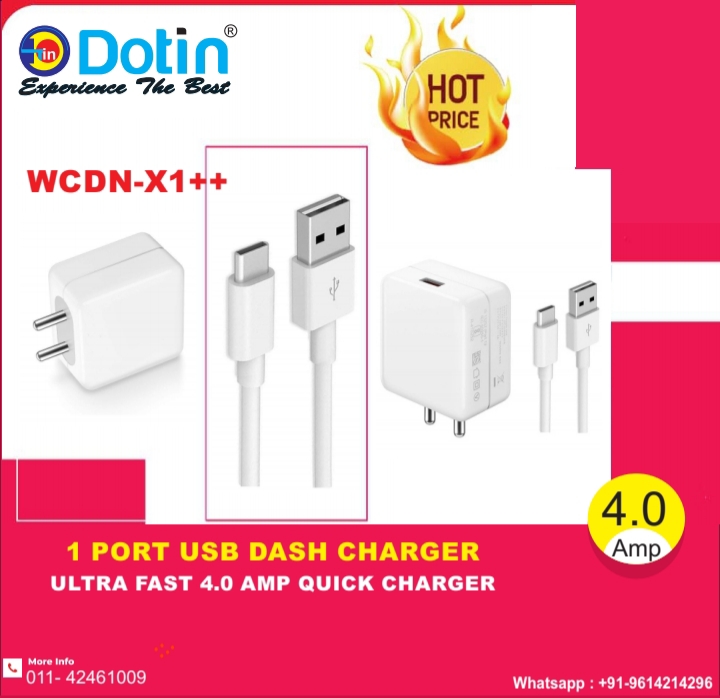 in Dotin®
Experience The Best
HOT
PRICE
WCDN-X1++
4.0
Amp
1 PORT USB DASH CHARGER
ULTRA FAST 4.0 AMP QUICK CHARGER
More Info
011- 42461009
Whatsapp : +91-9614214296